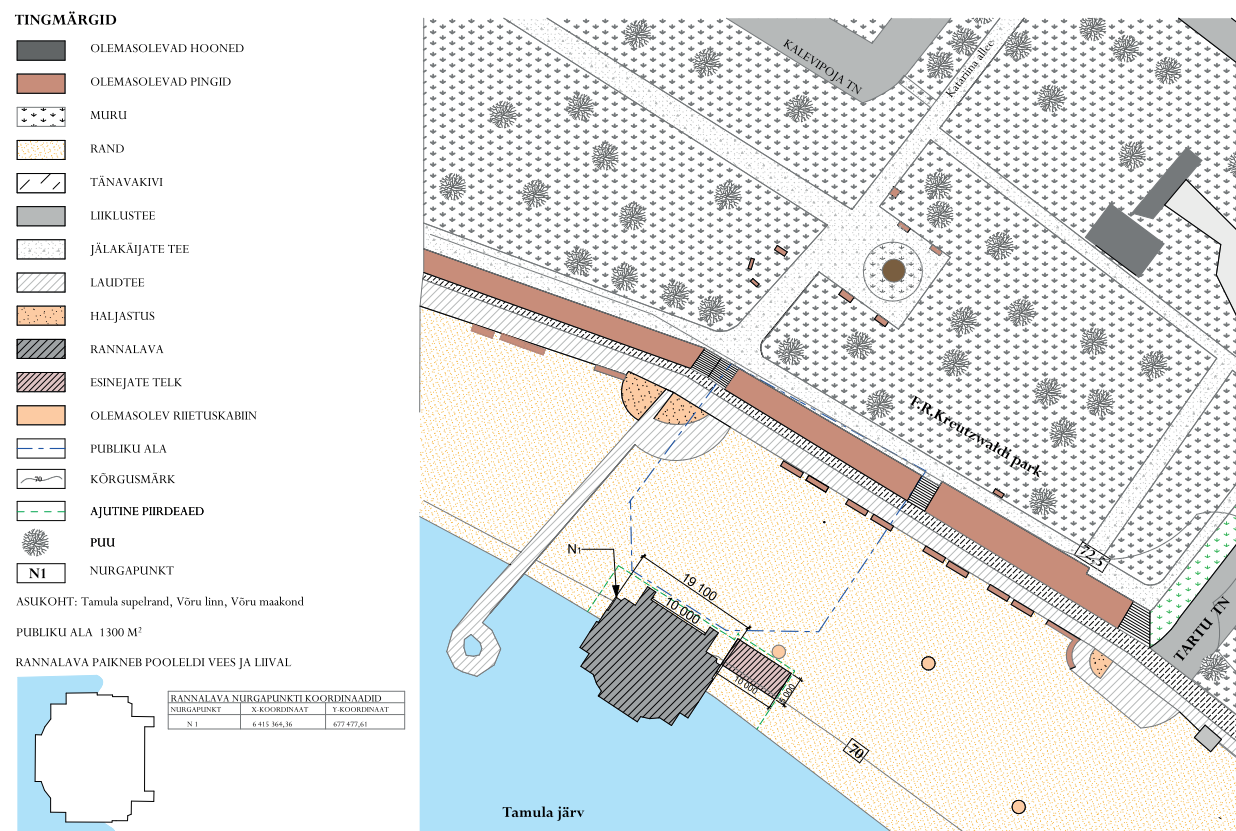 TINGMÄRGID
OLEMASOLEVAD HOONED
OLEMASOLEVAD PINGID
MURU
RAND
TÄNAVAKIVI
LIIKLUSTEE
JÄLAKÄIJATE TEE
LAUDTEE
HALJASTUS
RANNALAVA
ESINEJATE TELK
OLEMASOLEV RIIETUSKABIIN
PUBLIKU ALA
70 KÕRGUSMÄRK
AJUTINE PIIRDEAED
PUU
N1 NURGAPUNKT
ASUKOHT: Tamula supelrand, Võru linn, Võru maakond
PUBLIKU ALA 1300 M²
RANNALAVA PAIKNEB POOLELDI VEES JA LIIVAL
RANNALAVA NURGAPUNKTI KOORDINAADID
NURGAPUNKT X-KOORDINAAT Y-KOORDINAAT
N 1 6 415 364,36 677 477,61
KALEVIPOJA TN
Katariina allee
F.R.Kreutzwaldi park
72,5
TARTU TN
N1
19 100
10 000
10 000
5 000
70
Tamula järv